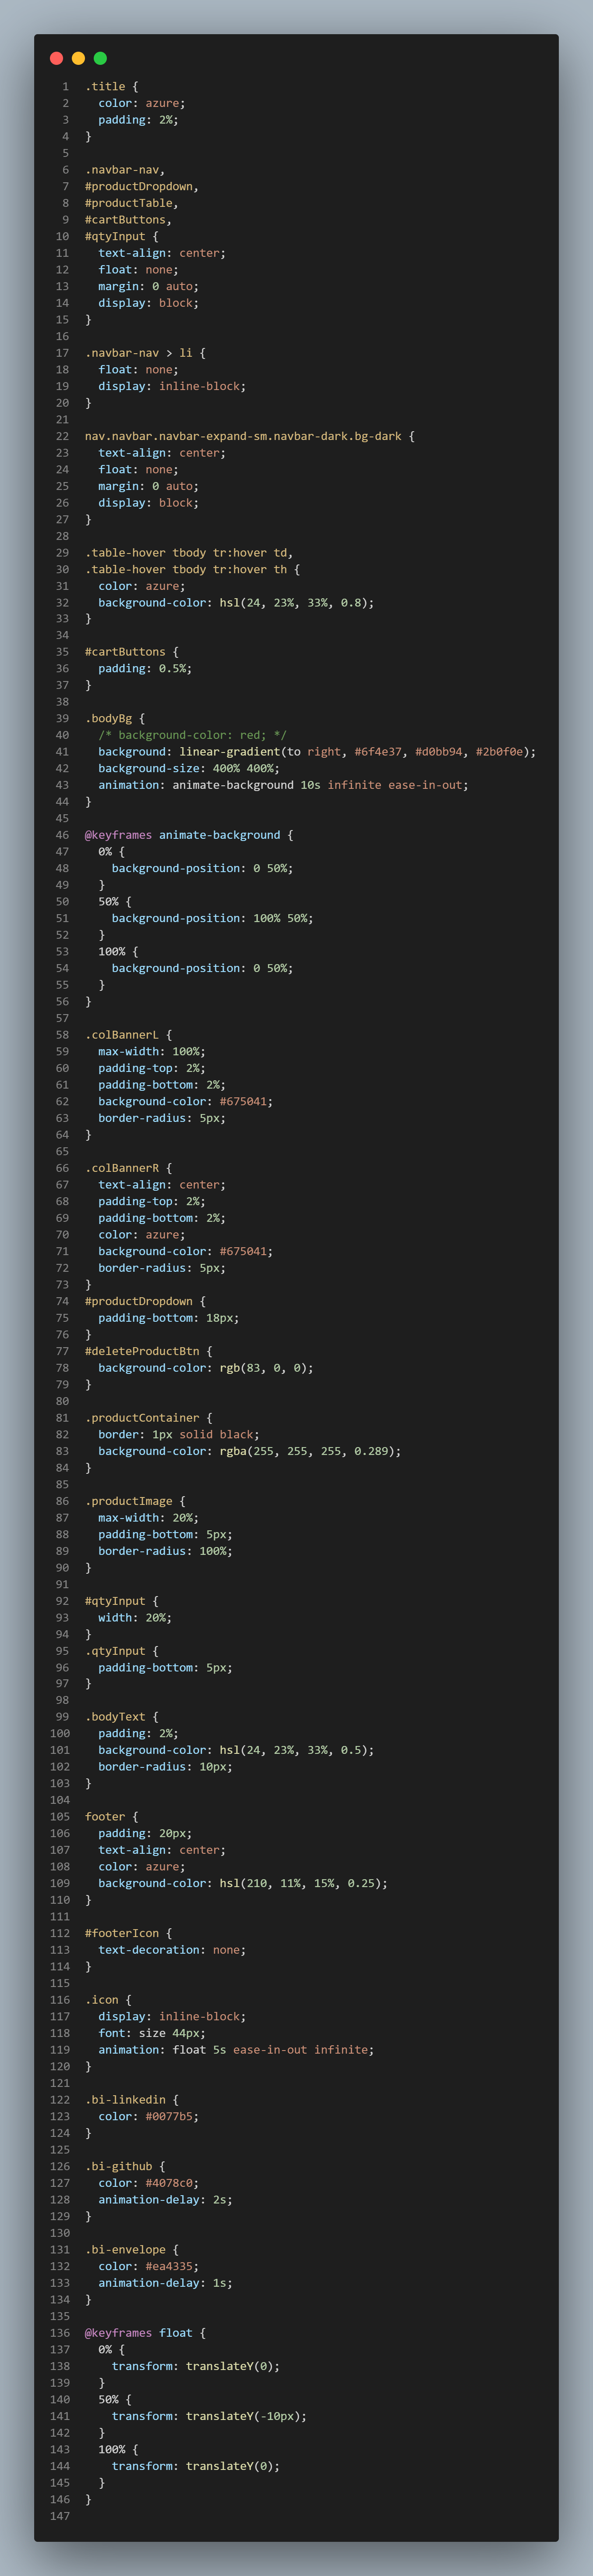 1 .title {
2   color: azure;
3   padding: 2%;
4 }
5
6 .navbar-nav,
7 #productDropdown,
8 #productTable,
9 #cartButtons,
10 #qtyInput {
11   text-align: center;
12   float: none;
13   margin: 0 auto;
14   display: block;
15 }
16
17 .navbar-nav > li {
18   float: none;
19   display: inline-block;
20 }
21
22 nav.navbar.navbar-expand-sm.navbar-dark.bg-dark {
23   text-align: center;
24   float: none;
25   margin: 0 auto;
26   display: block;
27 }
28
29 .table-hover tbody tr:hover td,
30 .table-hover tbody tr:hover th {
31   color: azure;
32   background-color: hsl(24, 23%, 33%, 0.8);
33 }
34
35 #cartButtons {
36   padding: 0.5%;
37 }
38
39 .bodyBg {
40   /* background-color: red; */
41   background: linear-gradient(to right, #6f4e37, #d0bb94, #2b0f0e);
42   background-size: 400% 400%;
43   animation: animate-background 10s infinite ease-in-out;
44 }
45
46 @keyframes animate-background {
47   0% {
48     background-position: 0 50%;
49   }
50   50% {
51     background-position: 100% 50%;
52   }
53   100% {
54     background-position: 0 50%;
55   }
56 }
57
58 .colBannerL {
59   max-width: 100%;
60   padding-top: 2%;
61   padding-bottom: 2%;
62   background-color: #675041;
63   border-radius: 5px;
64 }
65
66 .colBannerR {
67   text-align: center;
68   padding-top: 2%;
69   padding-bottom: 2%;
70   color: azure;
71   background-color: #675041;
72   border-radius: 5px;
73 }
74 #productDropdown {
75   padding-bottom: 18px;
76 }
77 #deleteProductBtn {
78   background-color: rgb(83, 0, 0);
79 }
80
81 .productContainer {
82   border: 1px solid black;
83   background-color: rgba(255, 255, 255, 0.289);
84 }
85
86 .productImage {
87   max-width: 20%;
88   padding-bottom: 5px;
89   border-radius: 100%;
90 }
91
92 #qtyInput {
93   width: 20%;
94 }
95 .qtyInput {
96   padding-bottom: 5px;
97 }
98
99 .bodyText {
100   padding: 2%;
101   background-color: hsl(24, 23%, 33%, 0.5);
102   border-radius: 10px;
103 }
104
105 footer {
106   padding: 20px;
107   text-align: center;
108   color: azure;
109   background-color: hsl(210, 11%, 15%, 0.25);
110 }
111
112 #footerIcon {
113   text-decoration: none;
114 }
115
116 .icon {
117   display: inline-block;
118   font: size 44px;
119   animation: float 5s ease-in-out infinite;
120 }
121
122 .bi-linkedin {
123   color: #0077b5;
124 }
125
126 .bi-github {
127   color: #4078c0;
128   animation-delay: 2s;
129 }
130
131 .bi-envelope {
132   color: #ea4335;
133   animation-delay: 1s;
134 }
135
136 @keyframes float {
137   0% {
138     transform: translateY(0);
139   }
140   50% {
141     transform: translateY(-10px);
142   }
143   100% {
144     transform: translateY(0);
145   }
146 }
147